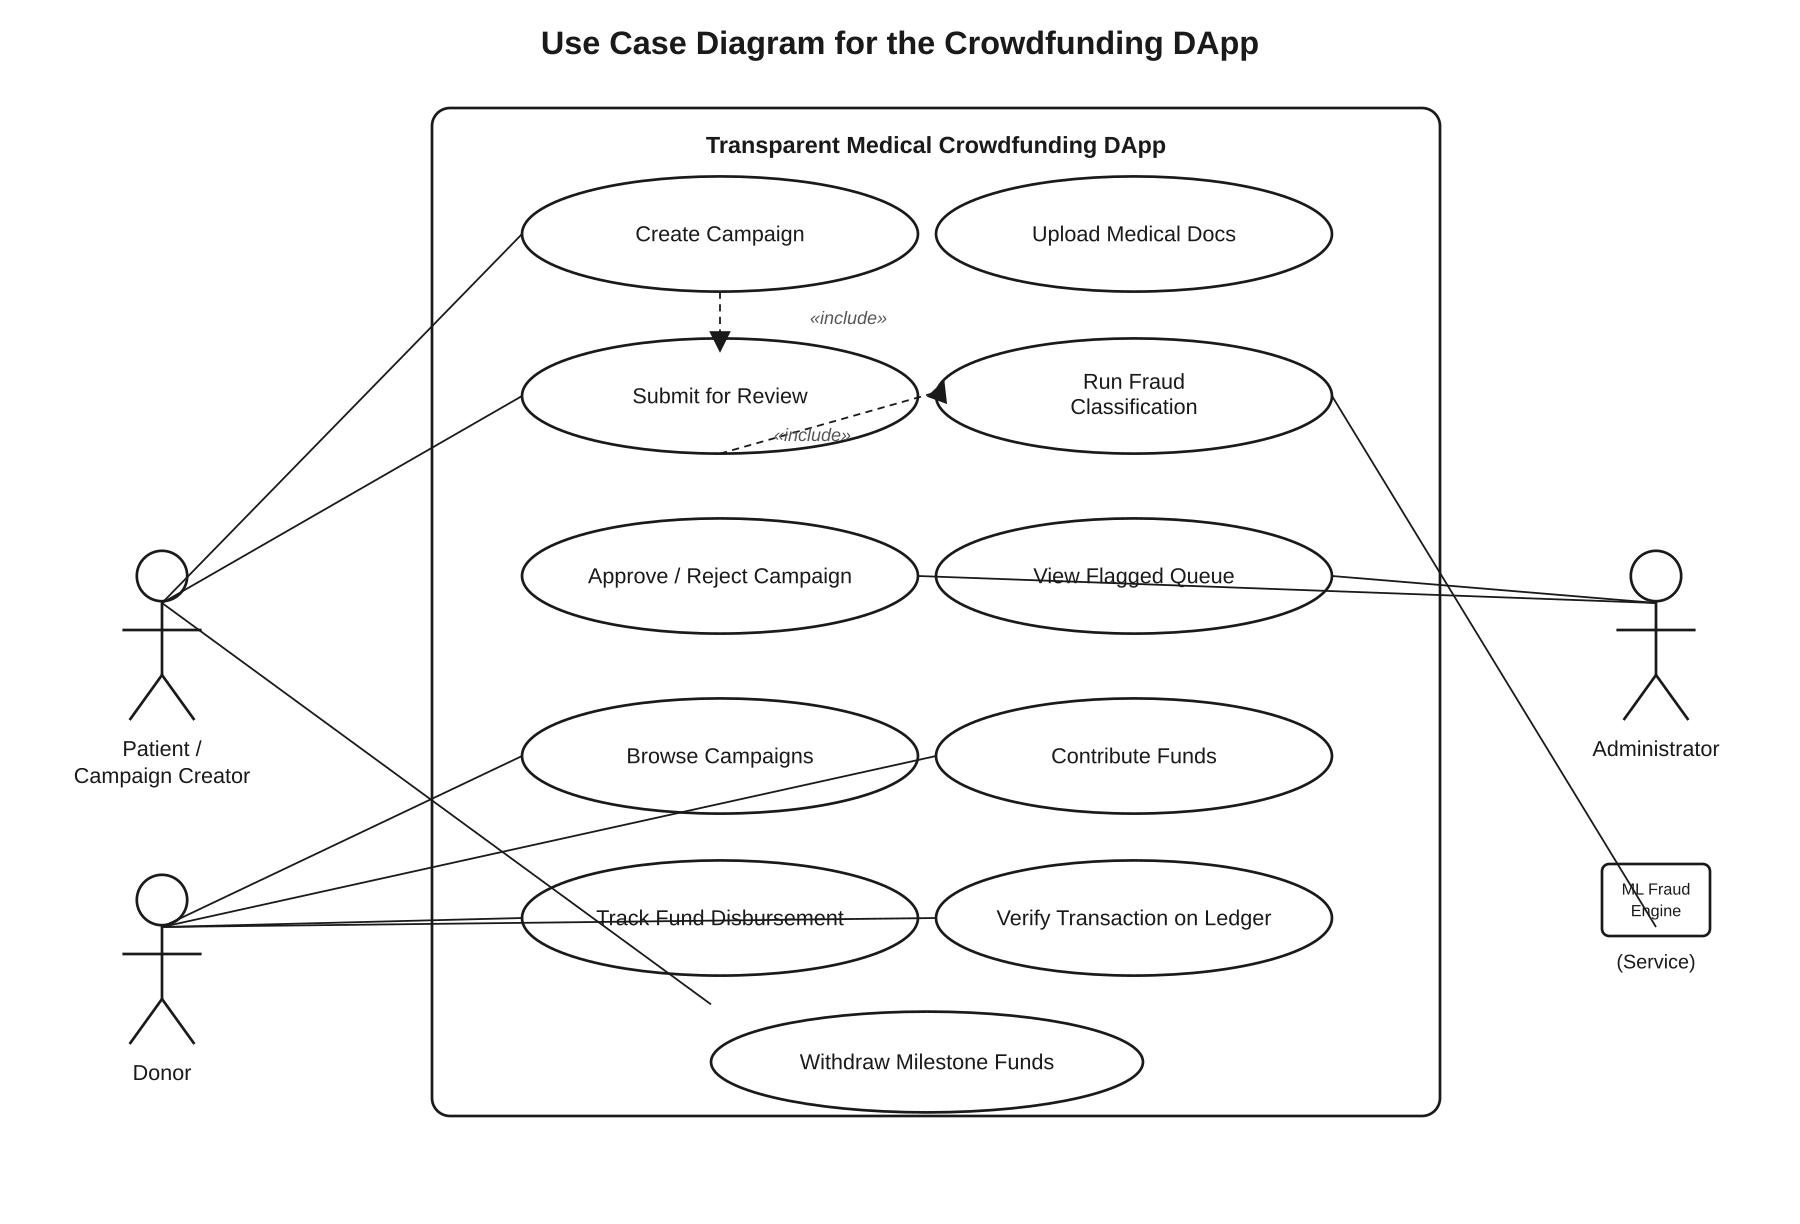 Use Case Diagram for the Crowdfunding DApp
Transparent Medical Crowdfunding DApp
Create Campaign
Upload Medical Docs
«include»
Submit for Review
Run Fraud
Classification
«include»
Approve / Reject Campaign
View Flagged Queue
Patient /
Campaign Creator
Administrator
Browse Campaigns
Contribute Funds
Track Fund Disbursement
Verify Transaction on Ledger
ML Fraud
Engine
(Service)
Donor
Withdraw Milestone Funds